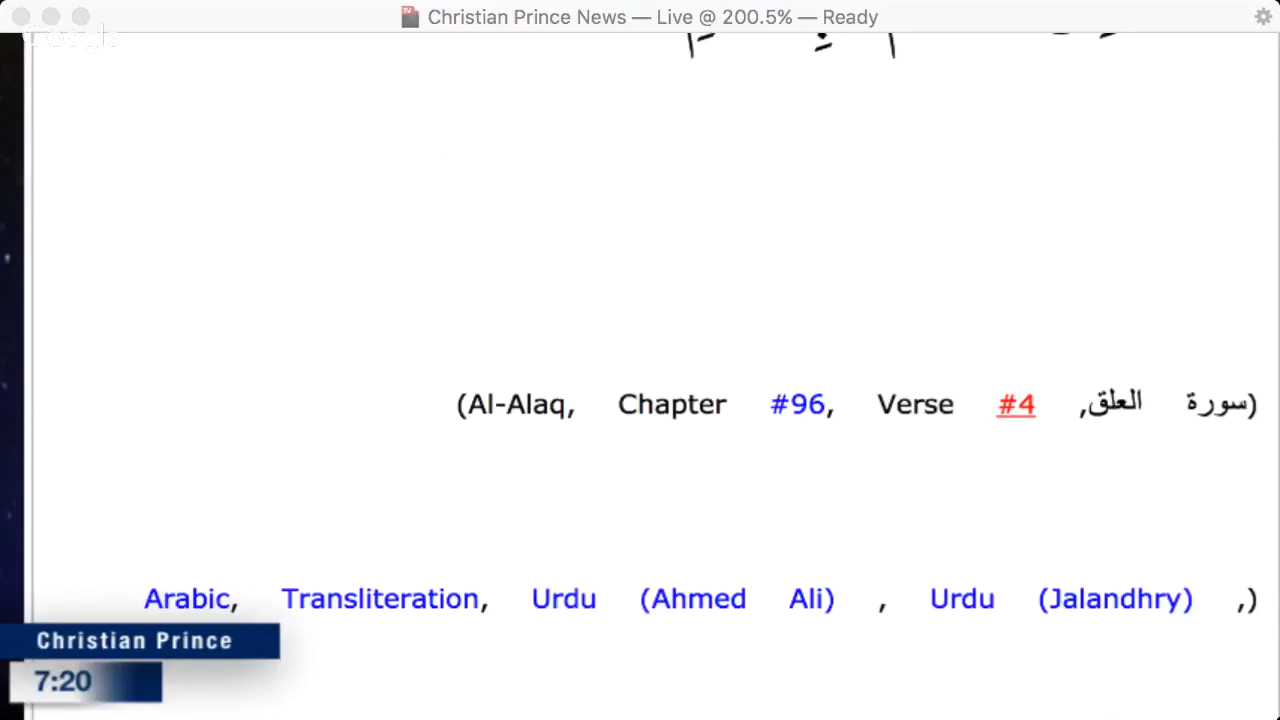 Christian Prince News — Live @ 200.5% — Ready
Google
(Al-Alaq, Chapter #96, Verse #4 ,سورة العلق)
Arabic, Transliteration, Urdu (Ahmed Ali) , Urdu (Jalandhry) ,)
Christian Prince
7:20